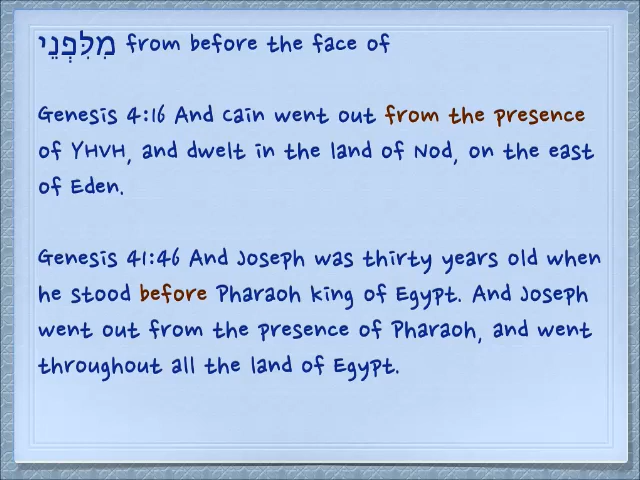 מִלִּפְנֵי from before the face of
Genesis 4:16 And Cain went out from the presence
of YHVH, and dwelt in the land of Nod, on the east
of Eden.
Genesis 41:46 And Joseph was thirty years old when
he stood before Pharaoh king of Egypt. And Joseph
went out from the presence of Pharaoh, and went
throughout all the land of Egypt.